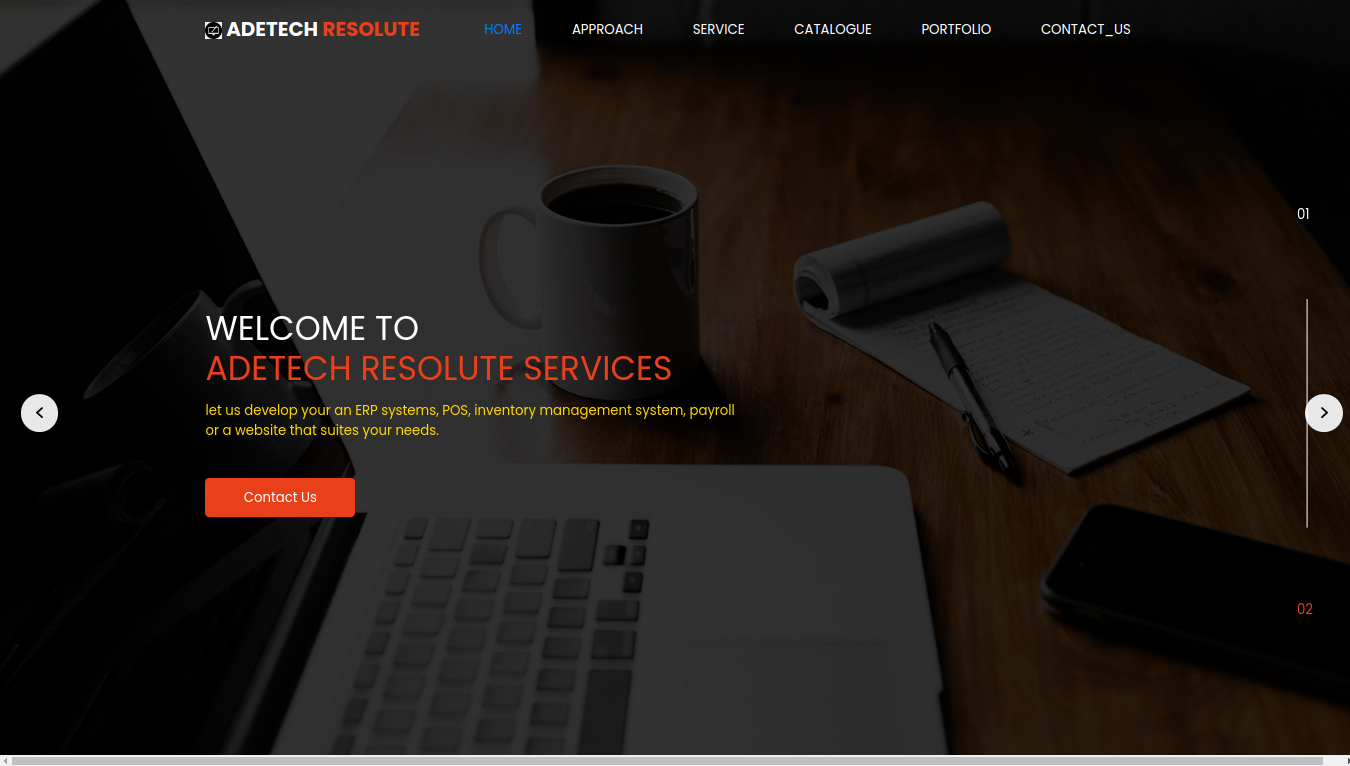 ADETECH RESOLUTE
HOME
APPROACH
SERVICE
CATALOGUE
PORTFOLIO
CONTACT_US
01
WELCOME TO
ADETECH RESOLUTE SERVICES
let us develop your an ERP systems, POS, inventory management system, payroll
or a website that suites your needs.
Contact Us
02